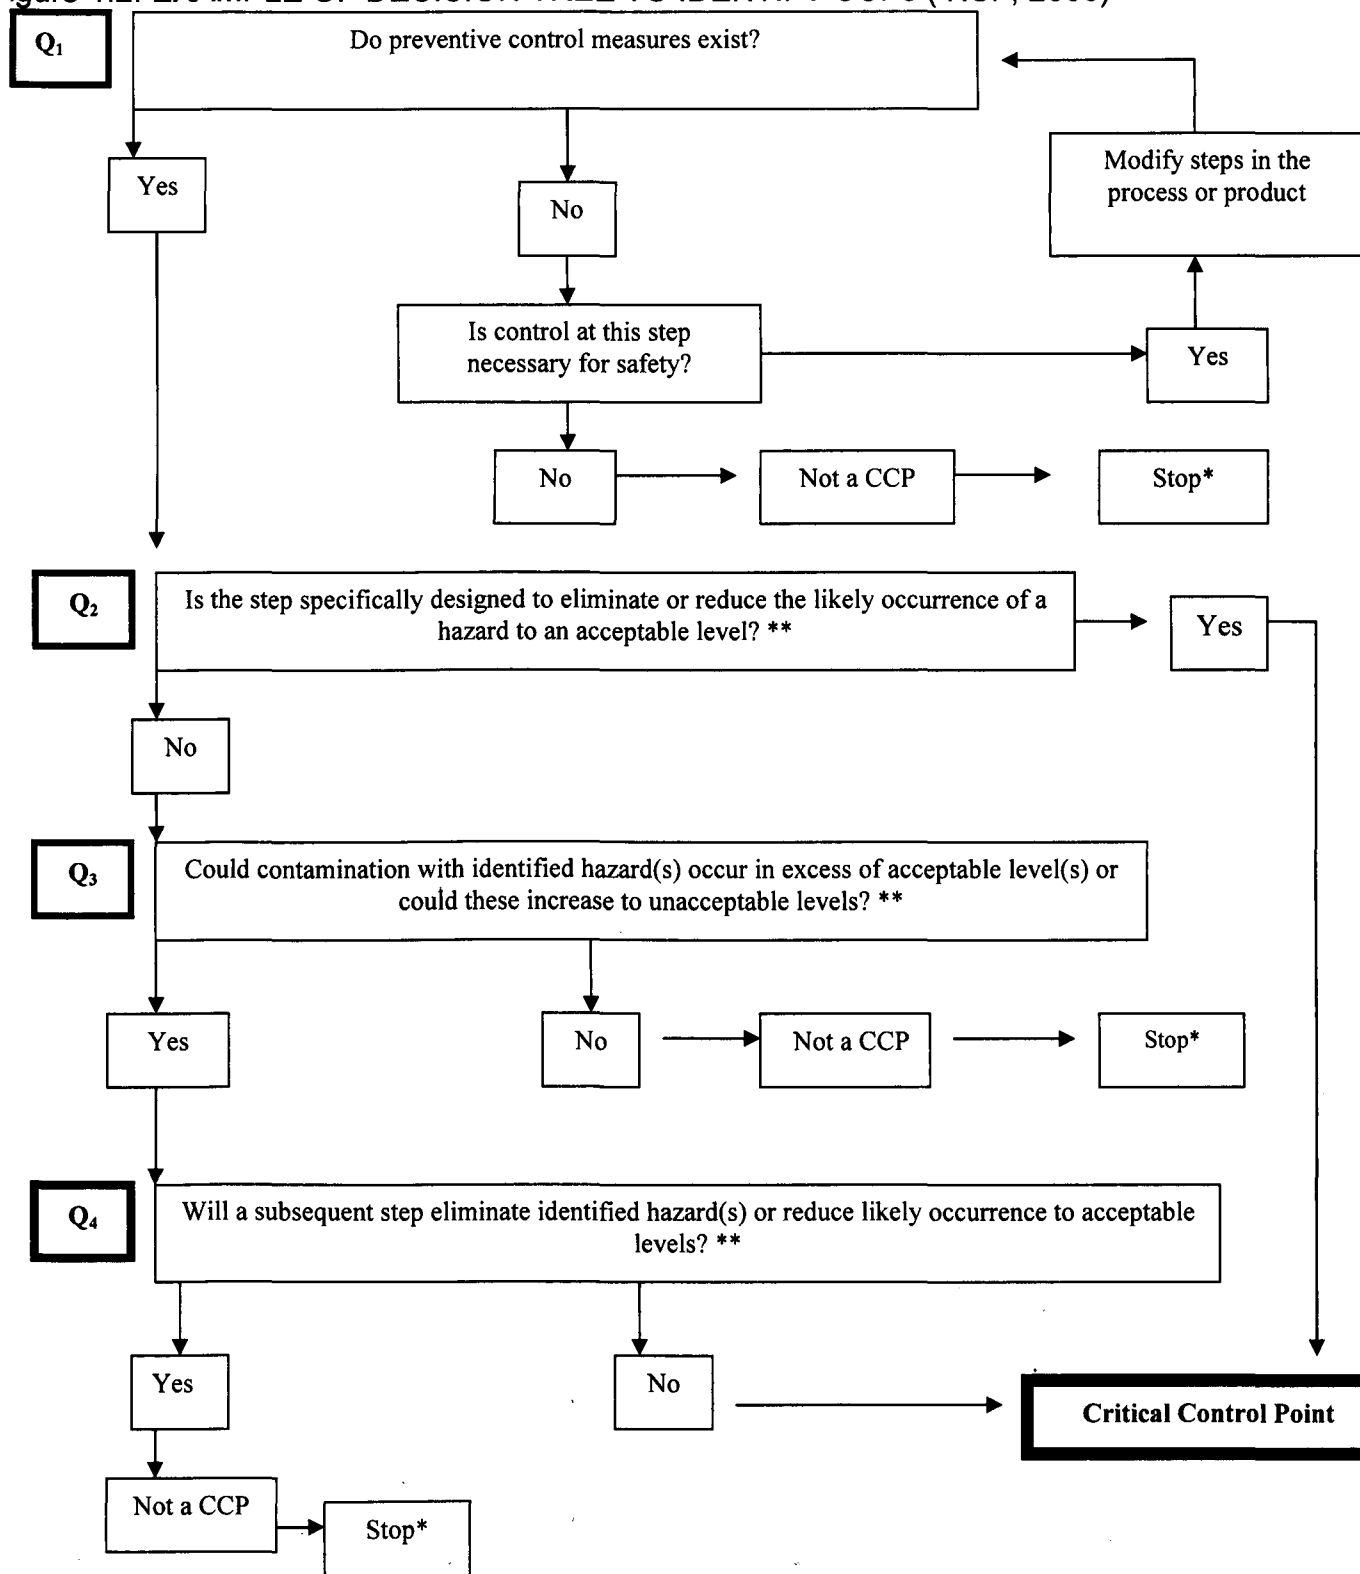 Q1
Do preventive control measures exist?
Yes
No
Modify steps in the
process or product
Is control at this step
necessary for safety?
Yes
No
Not a CCP
Stop*
Q2
Is the step specifically designed to eliminate or reduce the likely occurrence of a
hazard to an acceptable level? **
Yes
No
Q3
Could contamination with identified hazard(s) occur in excess of acceptable level(s) or
could these increase to unacceptable levels? **
Yes
No
Not a CCP
Stop*
Q4
Will a subsequent step eliminate identified hazard(s) or reduce likely occurrence to acceptable
levels? **
Yes
No
Critical Control Point
Not a CCP
Stop*